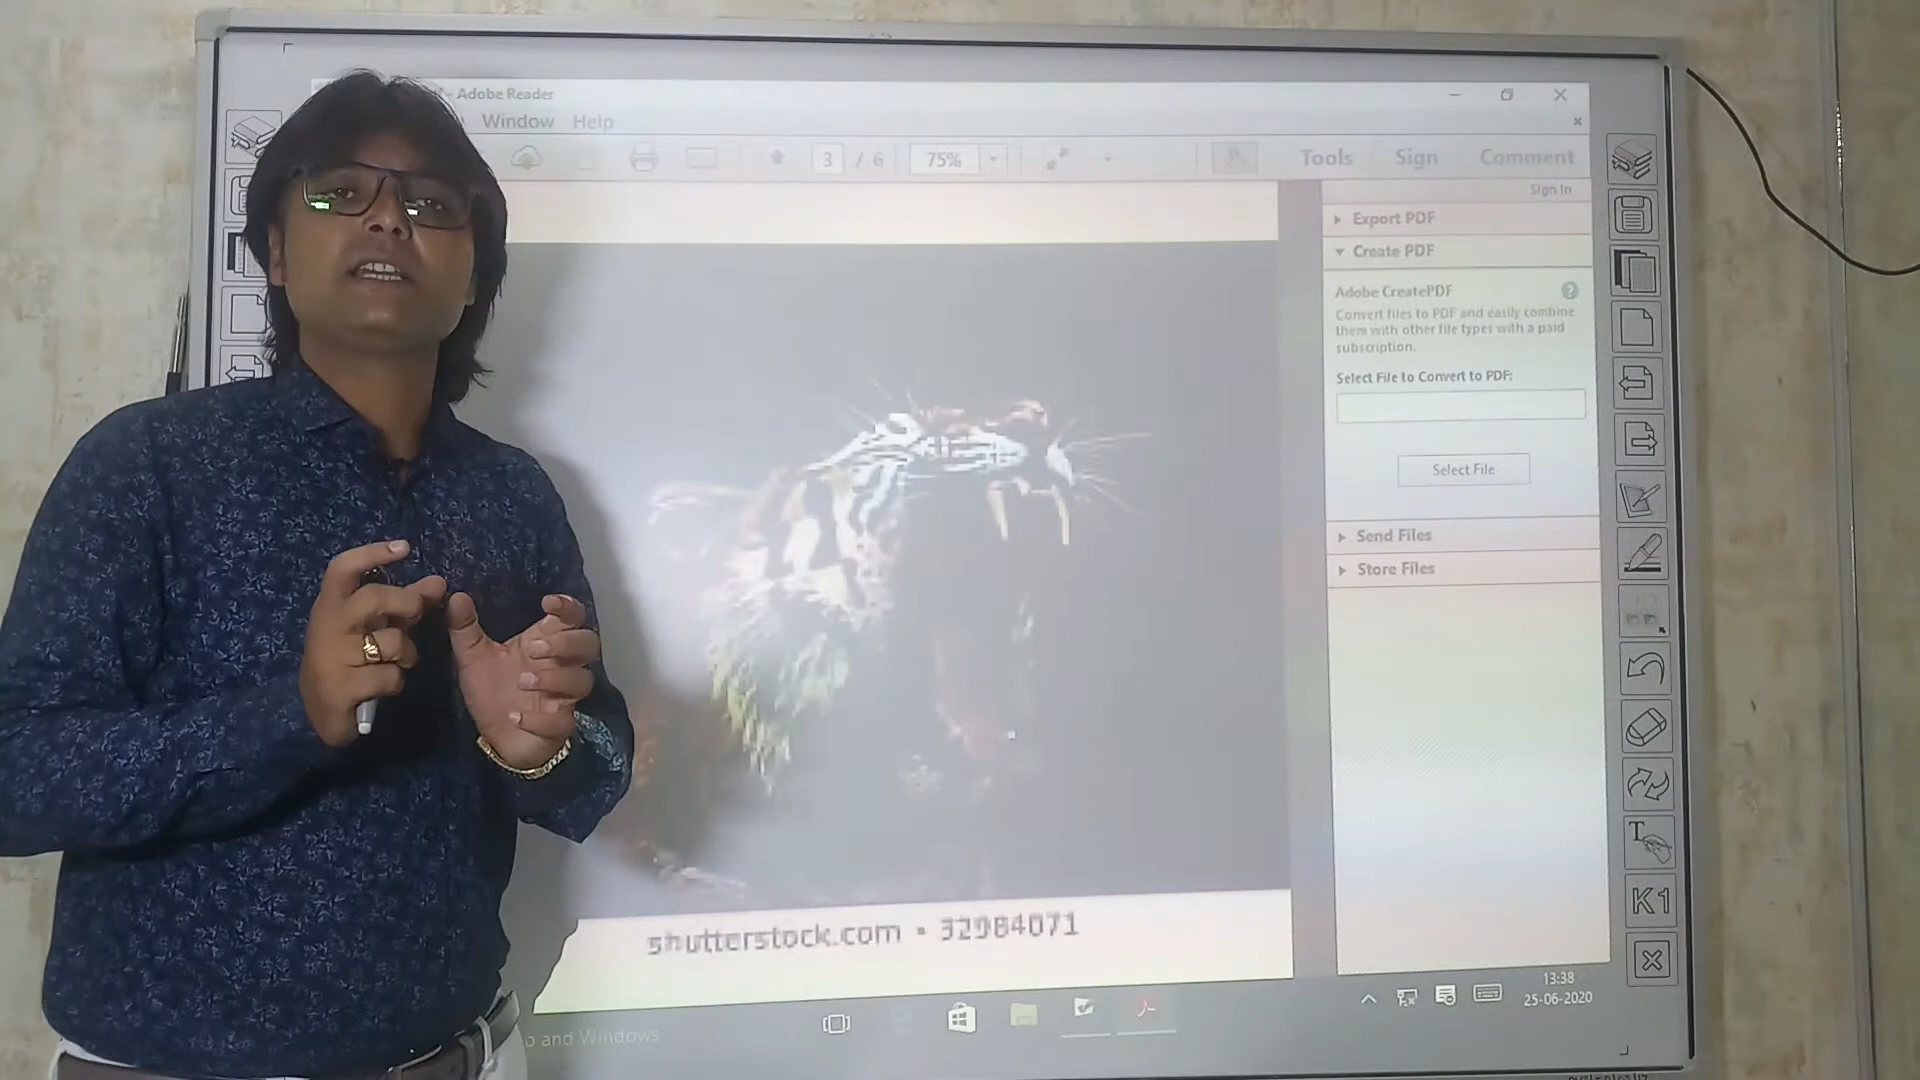 - Adobe Reader
Window Help
3 / 6 75% Tools Sign Comment
Sign In
Export PDF
Create PDF
Adobe CreatePDF
Convert files to PDF and easily combine
them with other file types with a paid
subscription.
Select File to Convert to PDF:
Select File
Send Files
Store Files
T
K1
shutterstock.com • 32984071
13:38
25-06-2020
and Windows